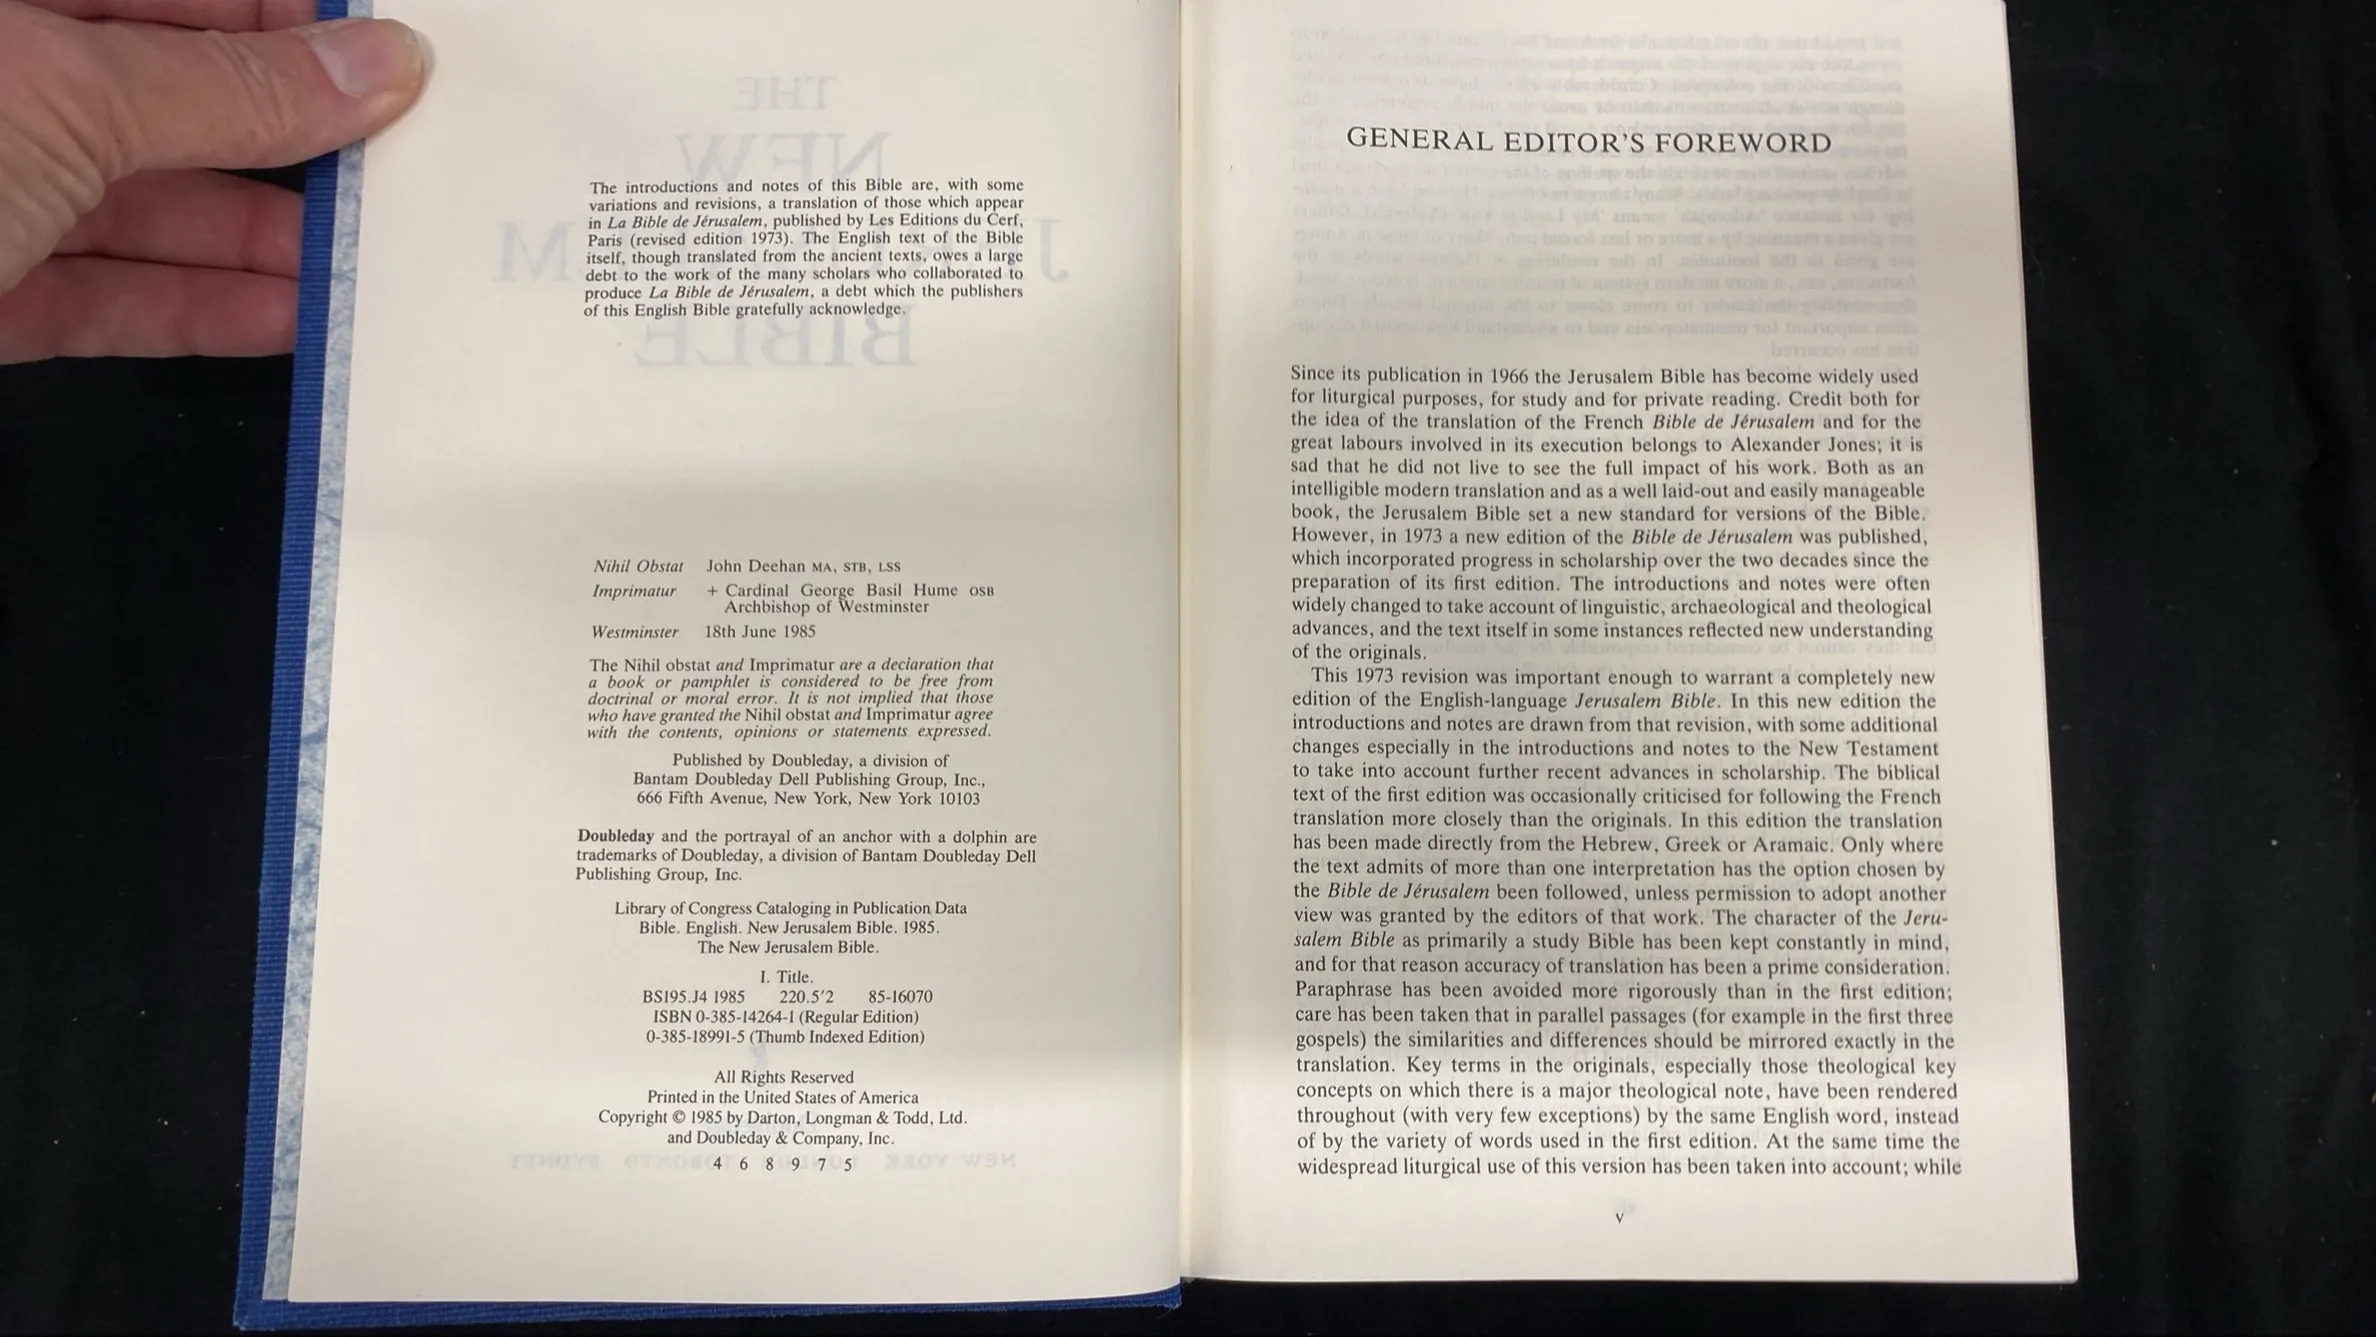 The introductions and notes of this Bible are, with some
variations and revisions, a translation of those which appear
in La Bible de Jérusalem, published by Les Editions du Cerf,
Paris (revised edition 1973). The English text of the Bible
itself, though translated from the ancient texts, owes a large
debt to the work of the many scholars who collaborated to
produce La Bible de Jérusalem, a debt which the publishers
of this English Bible gratefully acknowledge.
Nihil Obstat John Deehan MA, STB, LSS
Imprimatur + Cardinal George Basil Hume OSB
Archbishop of Westminster
Westminster 18th June 1985
The Nihil obstat and Imprimatur are a declaration that
a book or pamphlet is considered to be free from
doctrinal or moral error. It is not implied that those
who have granted the Nihil obstat and Imprimatur agree
with the contents, opinions or statements expressed.
Published by Doubleday, a division of
Bantam Doubleday Dell Publishing Group, Inc.,
666 Fifth Avenue, New York, New York 10103
Doubleday and the portrayal of an anchor with a dolphin are
trademarks of Doubleday, a division of Bantam Doubleday Dell
Publishing Group, Inc.
Library of Congress Cataloging in Publication Data
Bible. English. New Jerusalem Bible. 1985.
The New Jerusalem Bible.
I. Title.
BS195.J4 1985 220.5'2 85-16070
ISBN 0-385-14264-1 (Regular Edition)
0-385-18991-5 (Thumb Indexed Edition)
All Rights Reserved
Printed in the United States of America
Copyright © 1985 by Darton, Longman & Todd, Ltd.
and Doubleday & Company, Inc.
4 6 8 9 7 5
GENERAL EDITOR'S FOREWORD
Since its publication in 1966 the Jerusalem Bible has become widely used
for liturgical purposes, for study and for private reading. Credit both for
the idea of the translation of the French Bible de Jérusalem and for the
great labours involved in its execution belongs to Alexander Jones; it is
sad that he did not live to see the full impact of his work. Both as an
intelligible modern translation and as a well laid-out and easily manageable
book, the Jerusalem Bible set a new standard for versions of the Bible.
However, in 1973 a new edition of the Bible de Jérusalem was published,
which incorporated progress in scholarship over the two decades since the
preparation of its first edition. The introductions and notes were often
widely changed to take account of linguistic, archaeological and theological
advances, and the text itself in some instances reflected new understanding
of the originals.
This 1973 revision was important enough to warrant a completely new
edition of the English-language Jerusalem Bible. In this new edition the
introductions and notes are drawn from that revision, with some additional
changes especially in the introductions and notes to the New Testament
to take into account further recent advances in scholarship. The biblical
text of the first edition was occasionally criticised for following the French
translation more closely than the originals. In this edition the translation
has been made directly from the Hebrew, Greek or Aramaic. Only where
the text admits of more than one interpretation has the option chosen by
the Bible de Jérusalem been followed, unless permission to adopt another
view was granted by the editors of that work. The character of the Jeru-
salem Bible as primarily a study Bible has been kept constantly in mind,
and for that reason accuracy of translation has been a prime consideration.
Paraphrase has been avoided more rigorously than in the first edition;
care has been taken that in parallel passages (for example in the first three
gospels) the similarities and differences should be mirrored exactly in the
translation. Key terms in the originals, especially those theological key
concepts on which there is a major theological note, have been rendered
throughout (with very few exceptions) by the same English word, instead
of by the variety of words used in the first edition. At the same time the
widespread liturgical use of this version has been taken into account; while
v